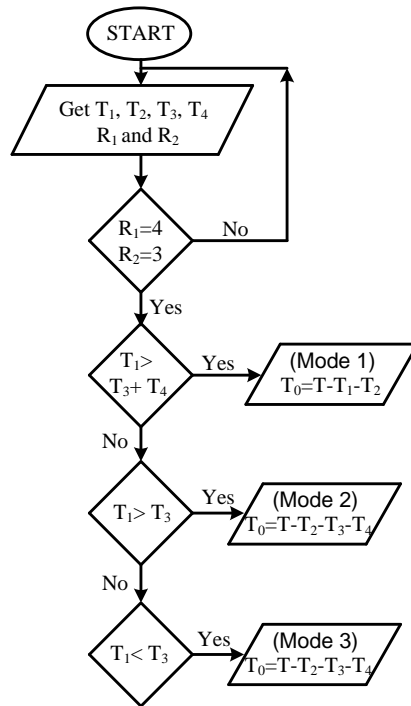 START
Get T₁, T₂, T₃, T₄
R₁ and R₂
R₁=4
R₂=3
No
Yes
T₁>
T₃+ T₄
Yes
(Mode 1)
T₀=T-T₁-T₂
No
T₁> T₃
Yes
(Mode 2)
T₀=T-T₂-T₃-T₄
No
T₁< T₃
Yes
(Mode 3)
T₀=T-T₂-T₃-T₄